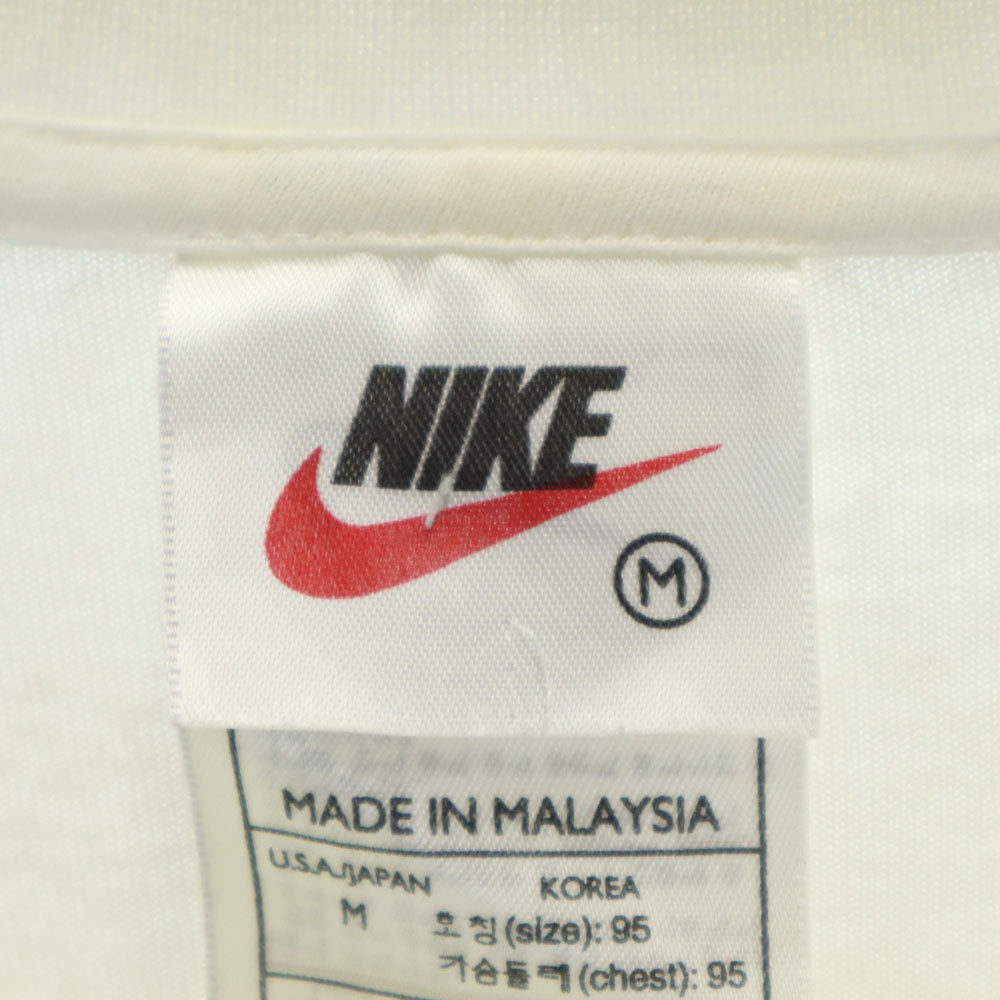 NIKE
M
MADE IN MALAYSIA
U.S.A./JAPAN KOREA
M 호칭(size): 95
가슴둘레(chest): 95